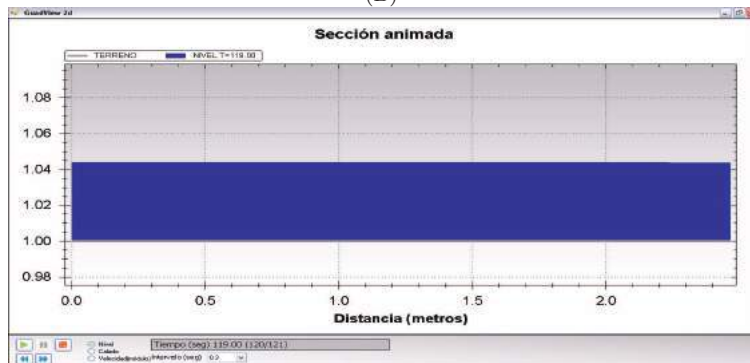 (B)
GuadView 2d
Sección animada
TERRENO NIVEL T=119.00
1.08
1.06
1.04
1.02
1.00
0.98
0.0 0.5 1.0 1.5 2.0
Distancia (metros)
Nivel
Calado
Velocidad(módulo)
Tiempo (seg) 119.00 (120/121)
Intervalo (seg)